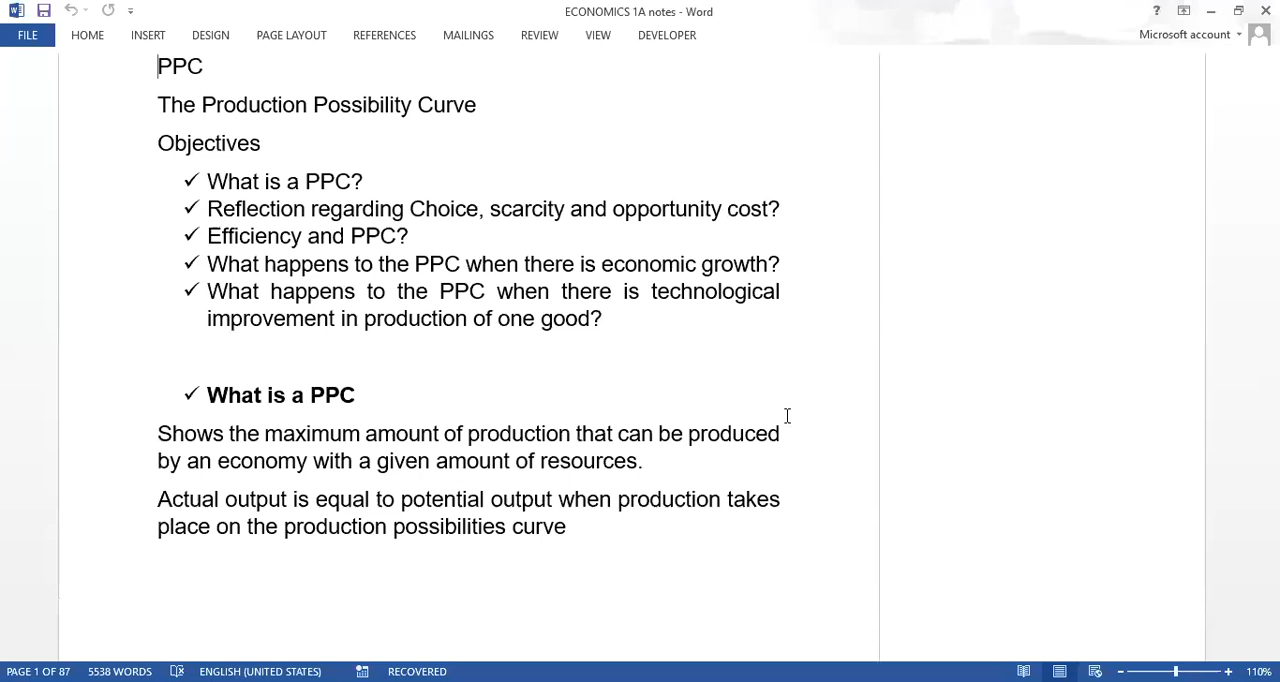 ECONOMICS 1A notes - Word
?
FILE HOME INSERT DESIGN PAGE LAYOUT REFERENCES MAILINGS REVIEW VIEW DEVELOPER Microsoft account
PPC
The Production Possibility Curve
Objectives
✓ What is a PPC?
✓ Reflection regarding Choice, scarcity and opportunity cost?
✓ Efficiency and PPC?
✓ What happens to the PPC when there is economic growth?
✓ What happens to the PPC when there is technological
improvement in production of one good?
✓ What is a PPC
Shows the maximum amount of production that can be produced
by an economy with a given amount of resources.
Actual output is equal to potential output when production takes
place on the production possibilities curve
PAGE 1 OF 87 5538 WORDS ENGLISH (UNITED STATES) RECOVERED 110%